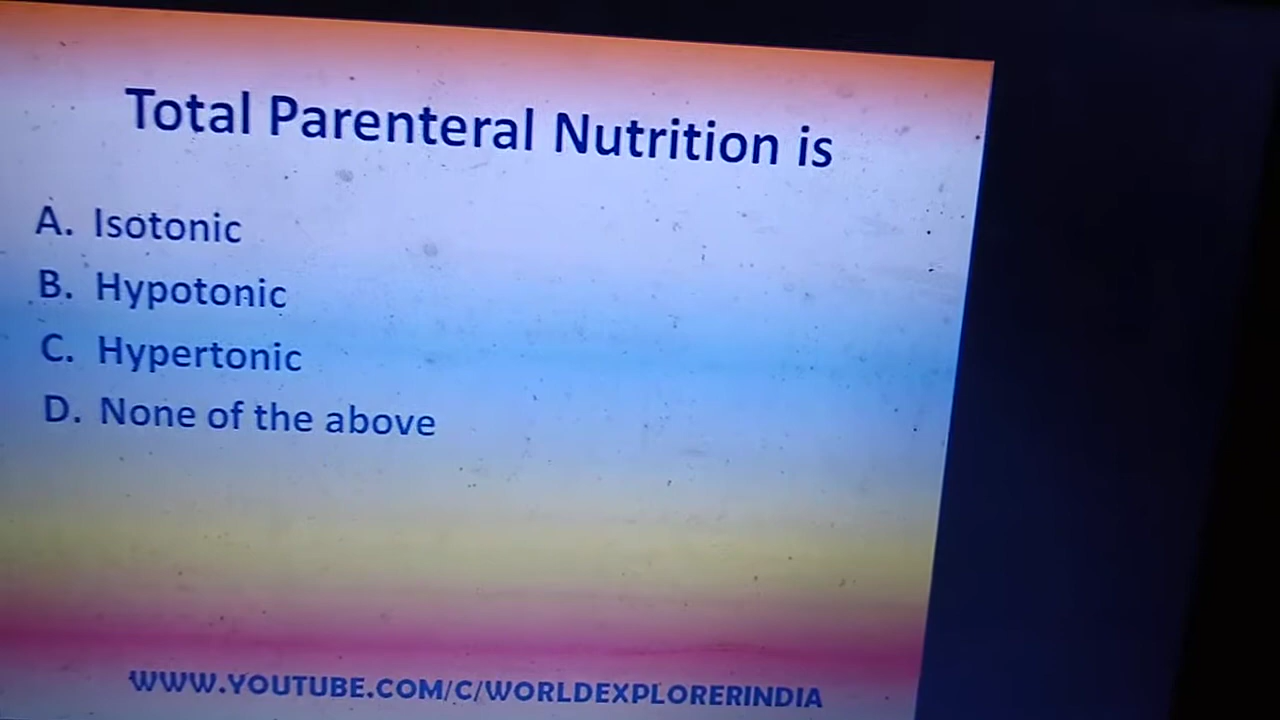 Total Parenteral Nutrition is
A. Isotonic
B. Hypotonic
C. Hypertonic
D. None of the above
WWW.YOUTUBE.COM/C/WORLDEXPLORERINDIA